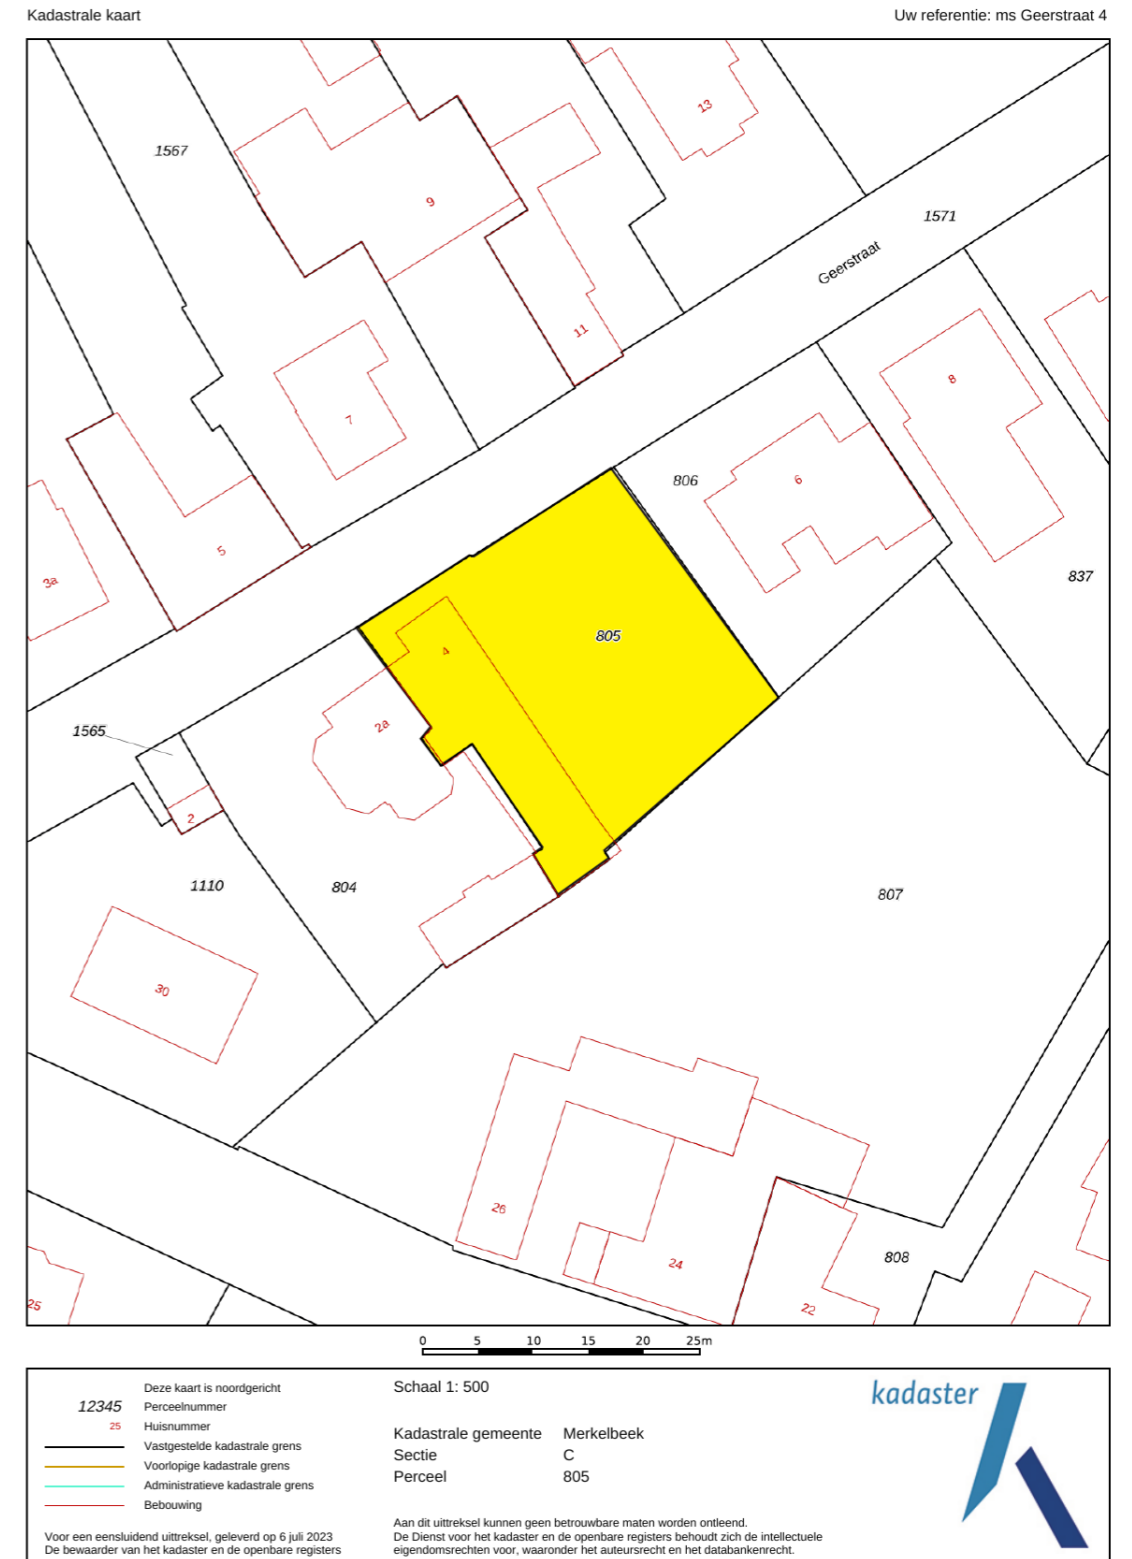 Kadastrale kaart
Uw referentie: ms Geerstraat 4
13
1567
9
1571
Geerstraat
11
8
7
806
6
5
3a
837
805
4
2a
1565
2
1110
804
807
30
26
24
808
22
25
0 5 10 15 20 25m
Deze kaart is noordgericht
12345 Perceelnummer
25 Huisnummer
Vastgestelde kadastrale grens
Voorlopige kadastrale grens
Administratieve kadastrale grens
Bebouwing
Voor een eensluidend uittreksel, geleverd op 6 juli 2023
De bewaarder van het kadaster en de openbare registers
Schaal 1: 500
Kadastrale gemeente Merkelbeek
Sectie C
Perceel 805
Aan dit uittreksel kunnen geen betrouwbare maten worden ontleend.
De Dienst voor het kadaster en de openbare registers behoudt zich de intellectuele
eigendomsrechten voor, waaronder het auteursrecht en het databankenrecht.
kadaster